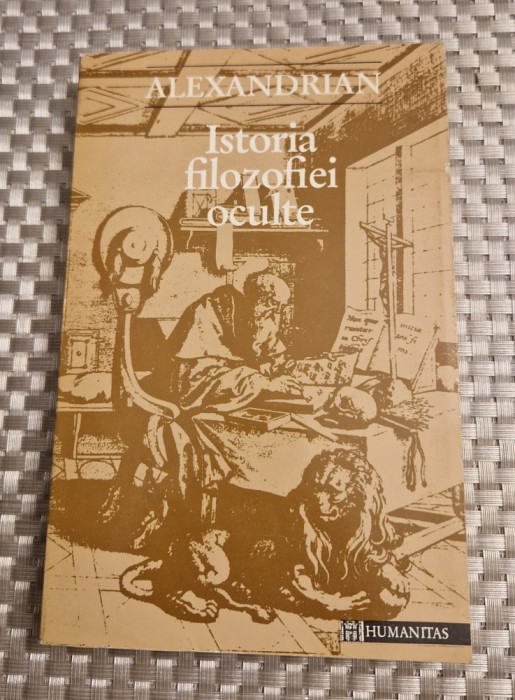 ALEXANDRIAN
Istoria
filozofiei
oculte
HUMANITAS